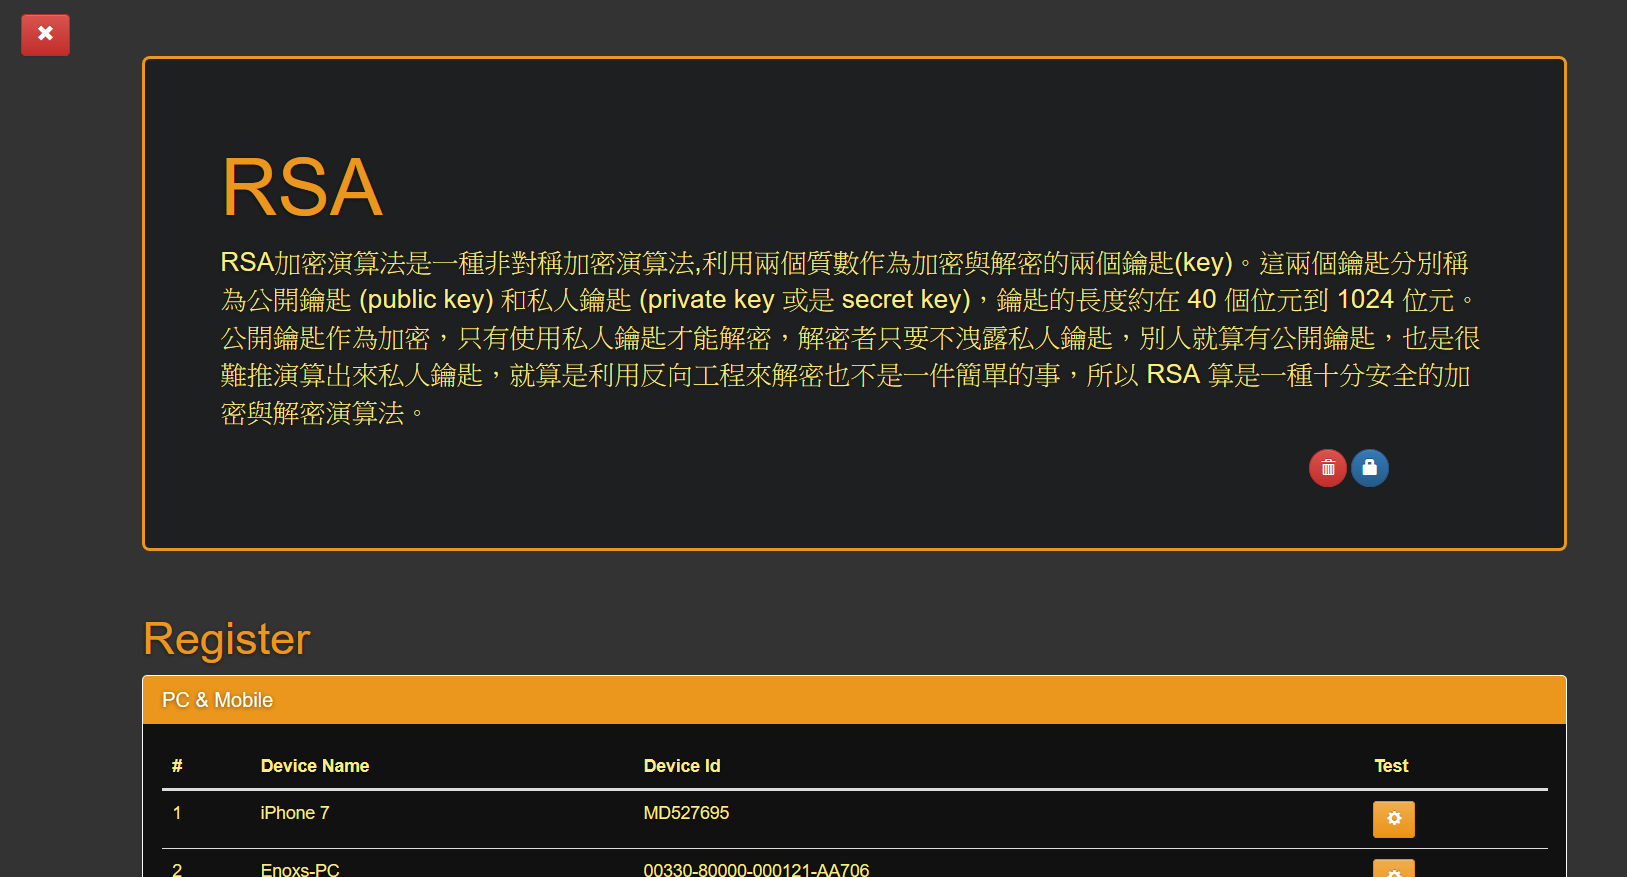 RSA
RSA加密演算法是一種非對稱加密演算法,利用兩個質數作為加密與解密的兩個鑰匙(key)。這兩個鑰匙分別稱
為公開鑰匙 (public key) 和私人鑰匙 (private key 或是 secret key)，鑰匙的長度約在 40 個位元到 1024 位元。
公開鑰匙作為加密，只有使用私人鑰匙才能解密，解密者只要不洩露私人鑰匙，別人就算有公開鑰匙，也是很
難推演算出來私人鑰匙，就算是利用反向工程來解密也不是一件簡單的事，所以 RSA 算是一種十分安全的加
密與解密演算法。
Register
PC & Mobile
# Device Name Device Id Test
1 iPhone 7 MD527695
2 Enoxs-PC 00330-80000-000121-AA706